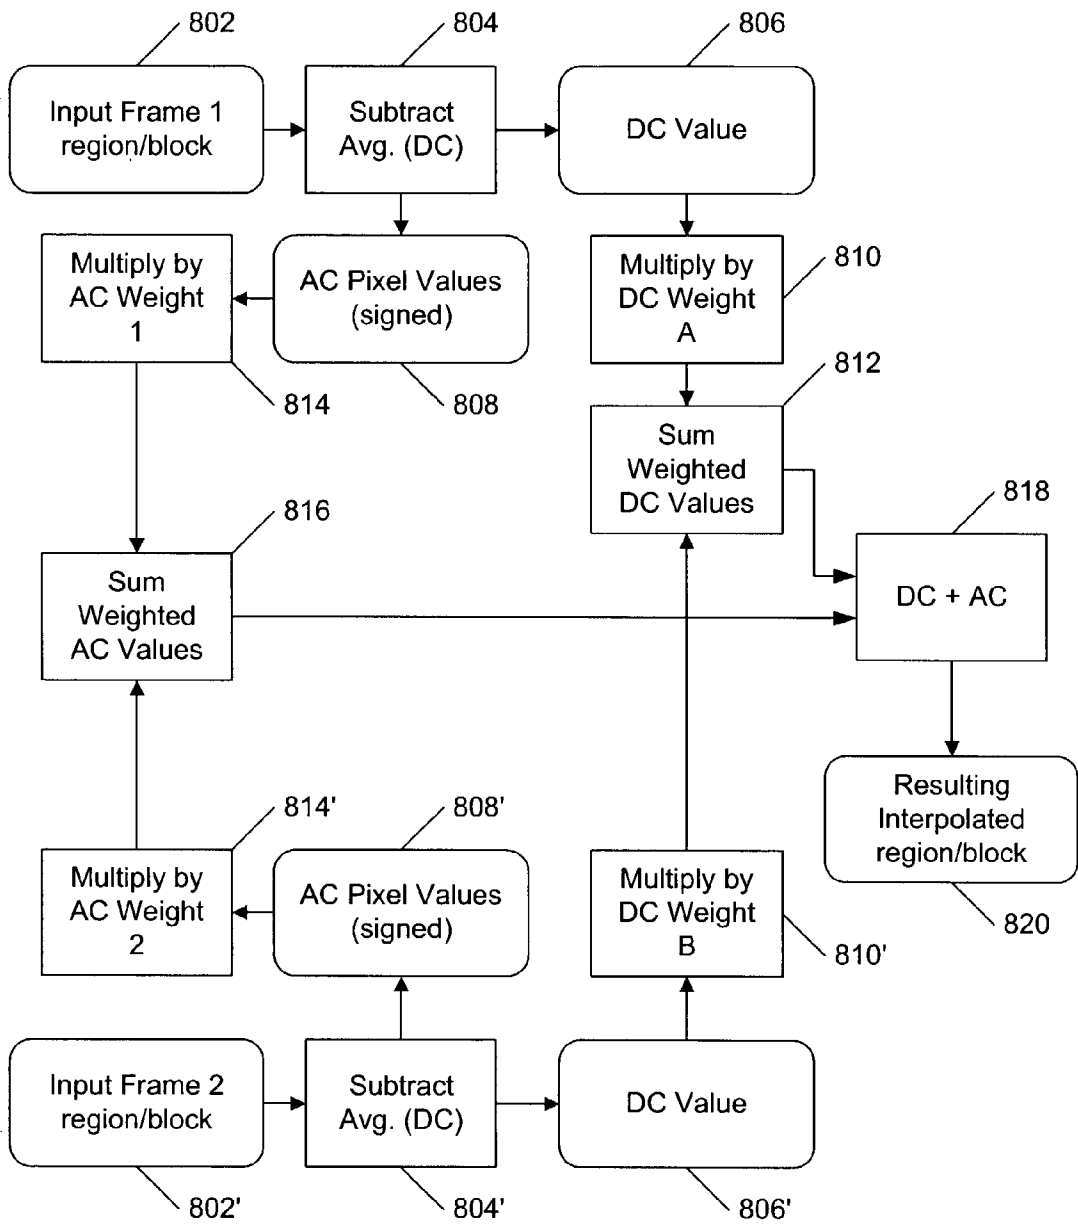 802
804
806
Input Frame 1
region/block
Subtract
Avg. (DC)
DC Value
Multiply by
AC Weight
1
AC Pixel Values
(signed)
Multiply by
DC Weight
A
810
814
808
812
Sum
Weighted
DC Values
816
818
Sum
Weighted
AC Values
DC + AC
814'
808'
Resulting
Interpolated
region/block
Multiply by
AC Weight
2
AC Pixel Values
(signed)
Multiply by
DC Weight
B
820
810'
Input Frame 2
region/block
Subtract
Avg. (DC)
DC Value
802'
804'
806'